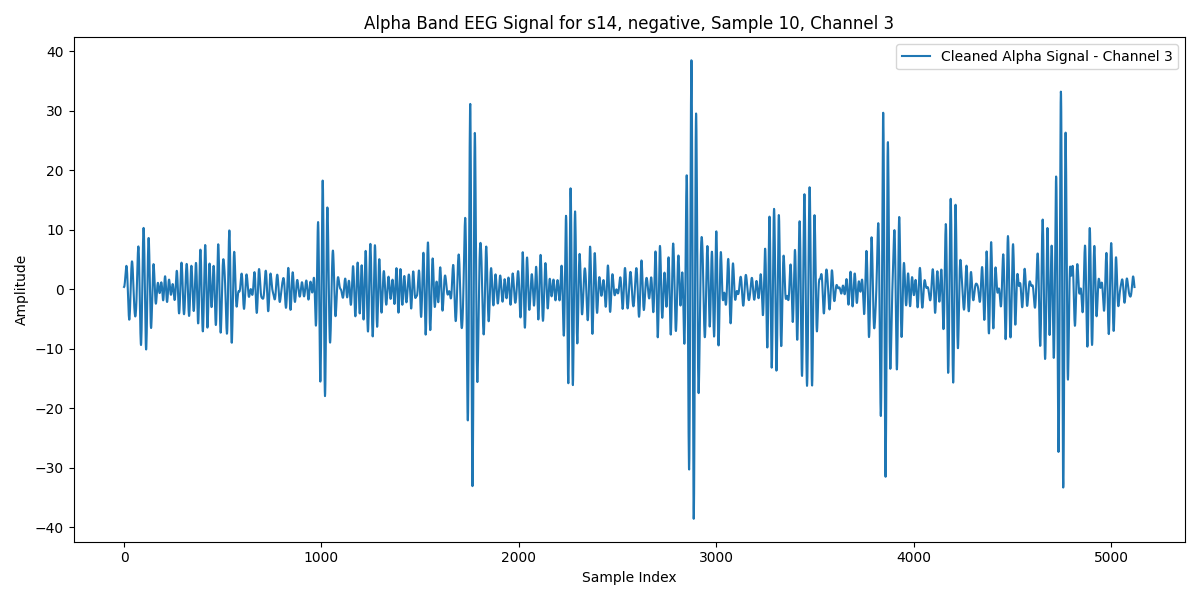 Alpha Band EEG Signal for s14, negative, Sample 10, Channel 3
Cleaned Alpha Signal - Channel 3
40
30
20
10
0
−10
−20
−30
−40
Amplitude
0 1000 2000 3000 4000 5000
Sample Index